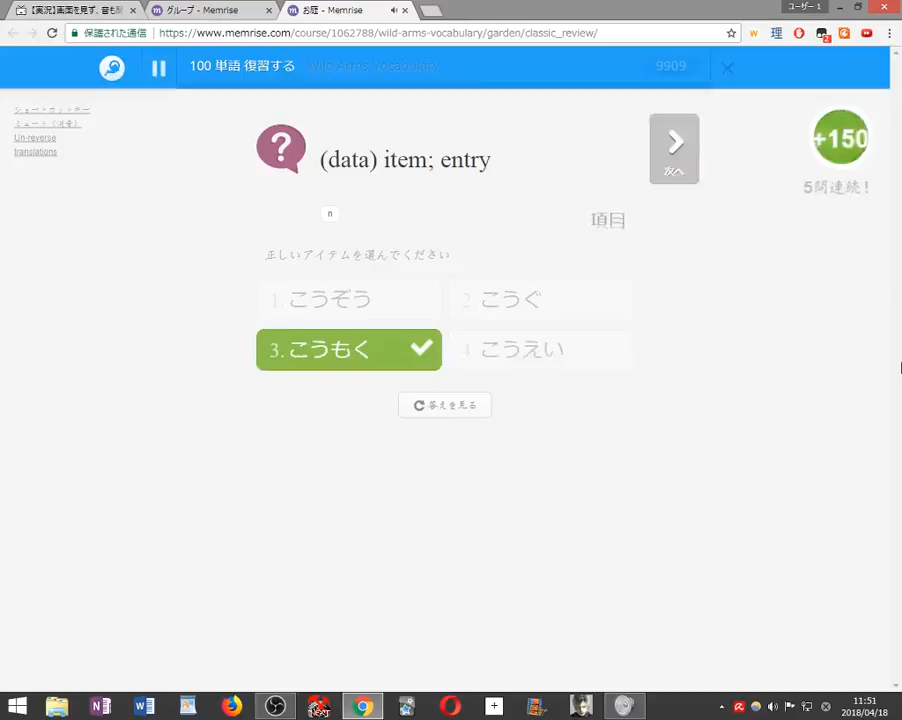 【実況】画面を見ず、音も聞
グループ - Memrise
お庭 - Memrise
ユーザー 1
保護された通信
https://www.memrise.com/course/1062788/wild-arms-vocabulary/garden/classic_review/
100 単語 復習する
Wild Arms Vocabulary
9909
ショートカットキー
Un-reverse
translations
(data) item; entry
次へ
+150
5問連続!
n
項目
正しいアイテムを選んでください
1. こうぞう
2. こうぐ
3. こうもく
4 こうえい
答えを見る
11:51
2018/04/18